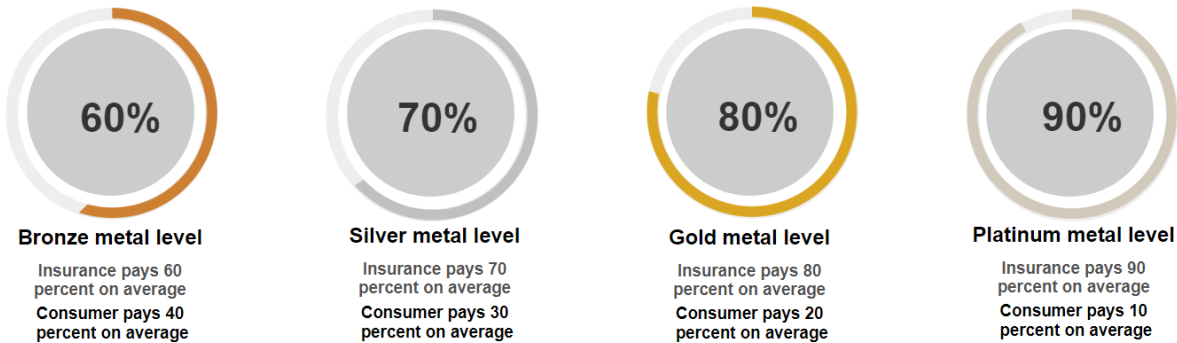 60%
70%
80%
90%
Bronze metal level
Insurance pays 60
percent on average
Consumer pays 40
percent on average
Silver metal level
Insurance pays 70
percent on average
Consumer pays 30
percent on average
Gold metal level
Insurance pays 80
percent on average
Consumer pays 20
percent on average
Platinum metal level
Insurance pays 90
percent on average
Consumer pays 10
percent on average